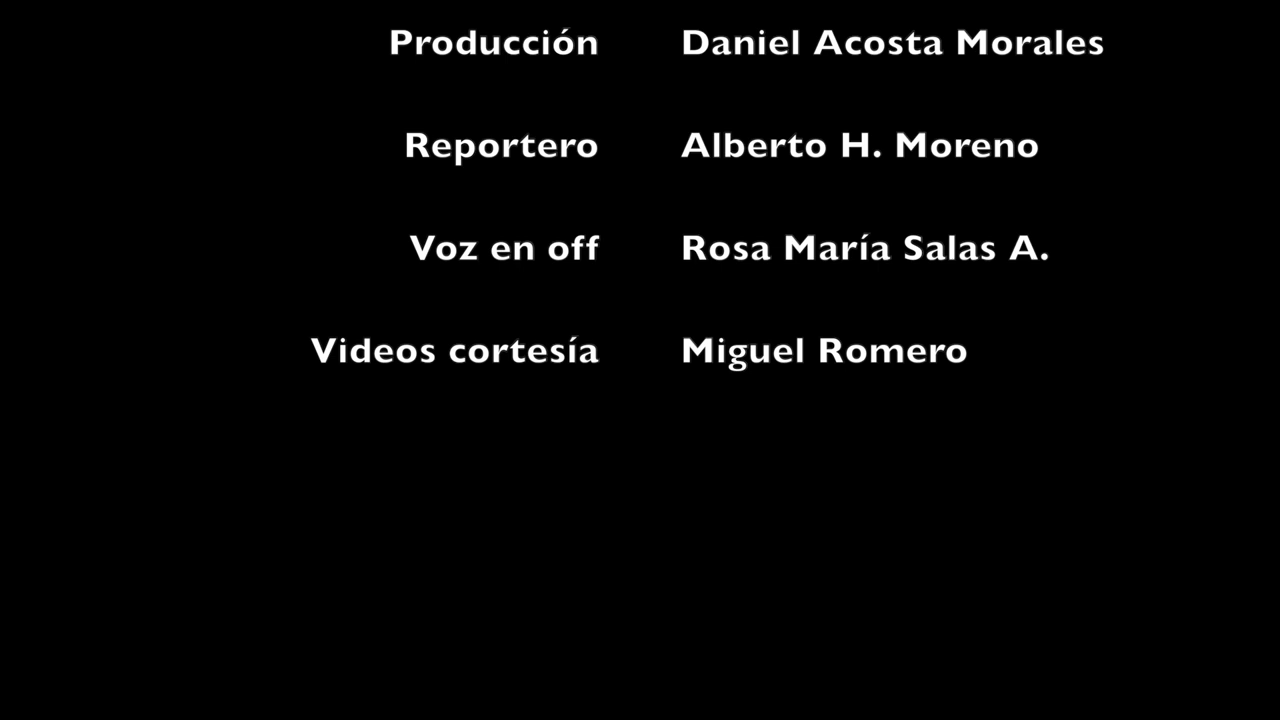 Producción Daniel Acosta Morales
Reportero Alberto H. Moreno
Voz en off Rosa María Salas A.
Videos cortesía Miguel Romero